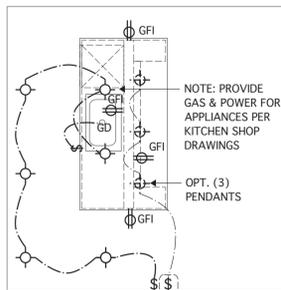 GFI
NOTE: PROVIDE
GAS & POWER FOR
APPLIANCES PER
KITCHEN SHOP
DRAWINGS
GFI
GD
$
GFI
OPT. (3)
PENDANTS
GFI
$ $